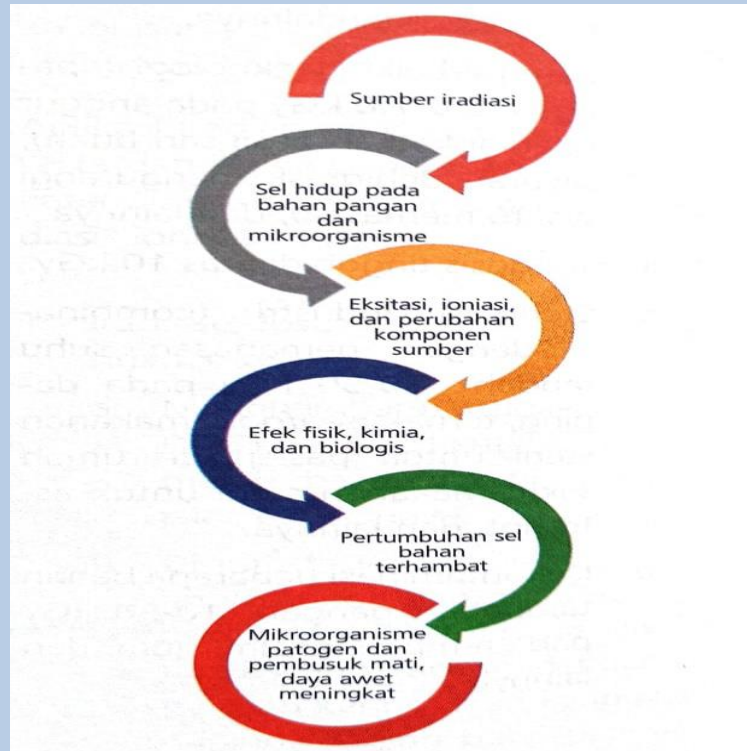 Sumber iradiasi
Sel hidup pada
bahan pangan
dan
mikroorganisme
Eksitasi, ioniasi,
dan perubahan
komponen
sumber
Efek fisik, kimia,
dan biologis
Pertumbuhan sel
bahan
terhambat
Mikroorganisme
patogen dan
pembusuk mati,
daya awet
meningkat